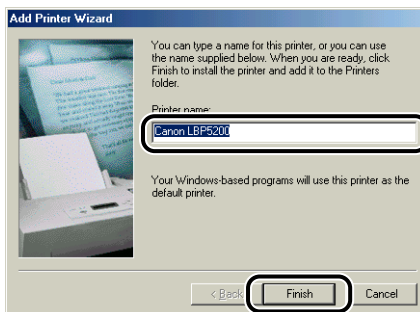 Add Printer Wizard
You can type a name for this printer, or you can use
the name supplied below. When you are ready, click
Finish to install the printer and add it to the Printers
folder.
Printer name:
Canon LBP5200
Your Windows-based programs will use this printer as the
default printer.
< Back
Finish
Cancel